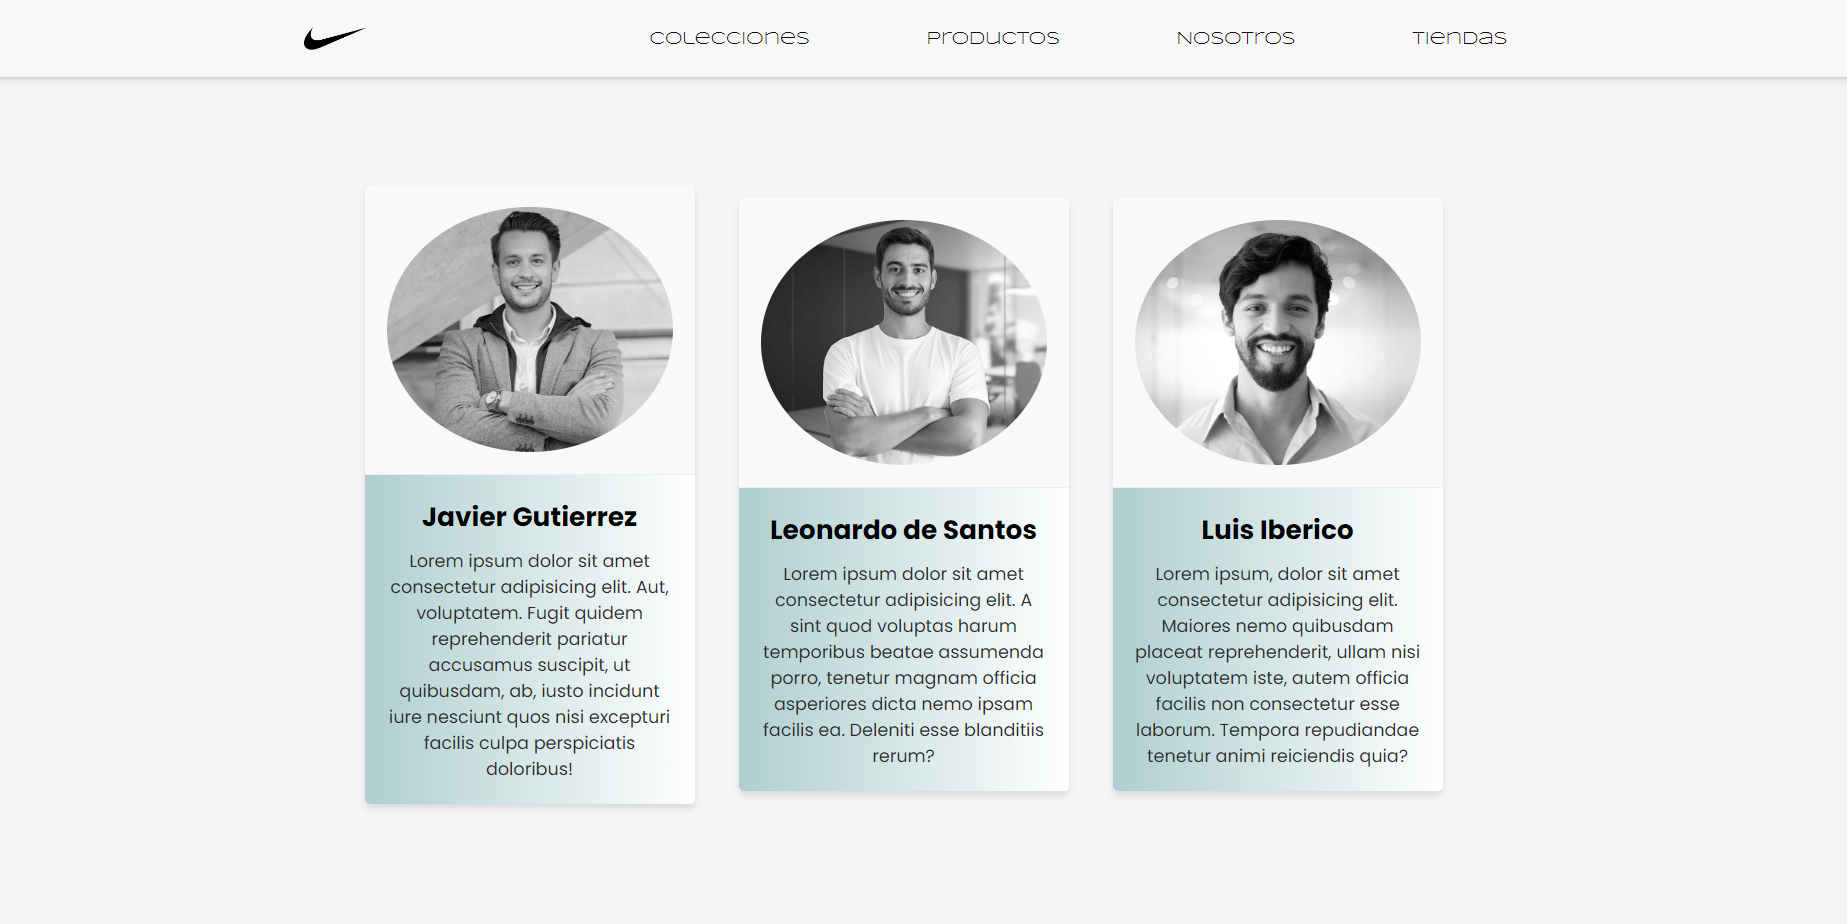 Colecciones
Productos
Nosotros
Tiendas
Javier Gutierrez
Lorem ipsum dolor sit amet
consectetur adipisicing elit. Aut,
voluptatem. Fugit quidem
reprehenderit pariatur
accusamus suscipit, ut
quibusdam, ab, iusto incidunt
iure nesciunt quos nisi excepturi
facilis culpa perspiciatis
doloribus!
Leonardo de Santos
Lorem ipsum dolor sit amet
consectetur adipisicing elit. A
sint quod voluptas harum
temporibus beatae assumenda
porro, tenetur magnam officia
asperiores dicta nemo ipsam
facilis ea. Deleniti esse blanditiis
rerum?
Luis Iberico
Lorem ipsum, dolor sit amet
consectetur adipisicing elit.
Maiores nemo quibusdam
placeat reprehenderit, ullam nisi
voluptatem iste, autem officia
facilis non consectetur esse
laborum. Tempora repudiandae
tenetur animi reiciendis quia?